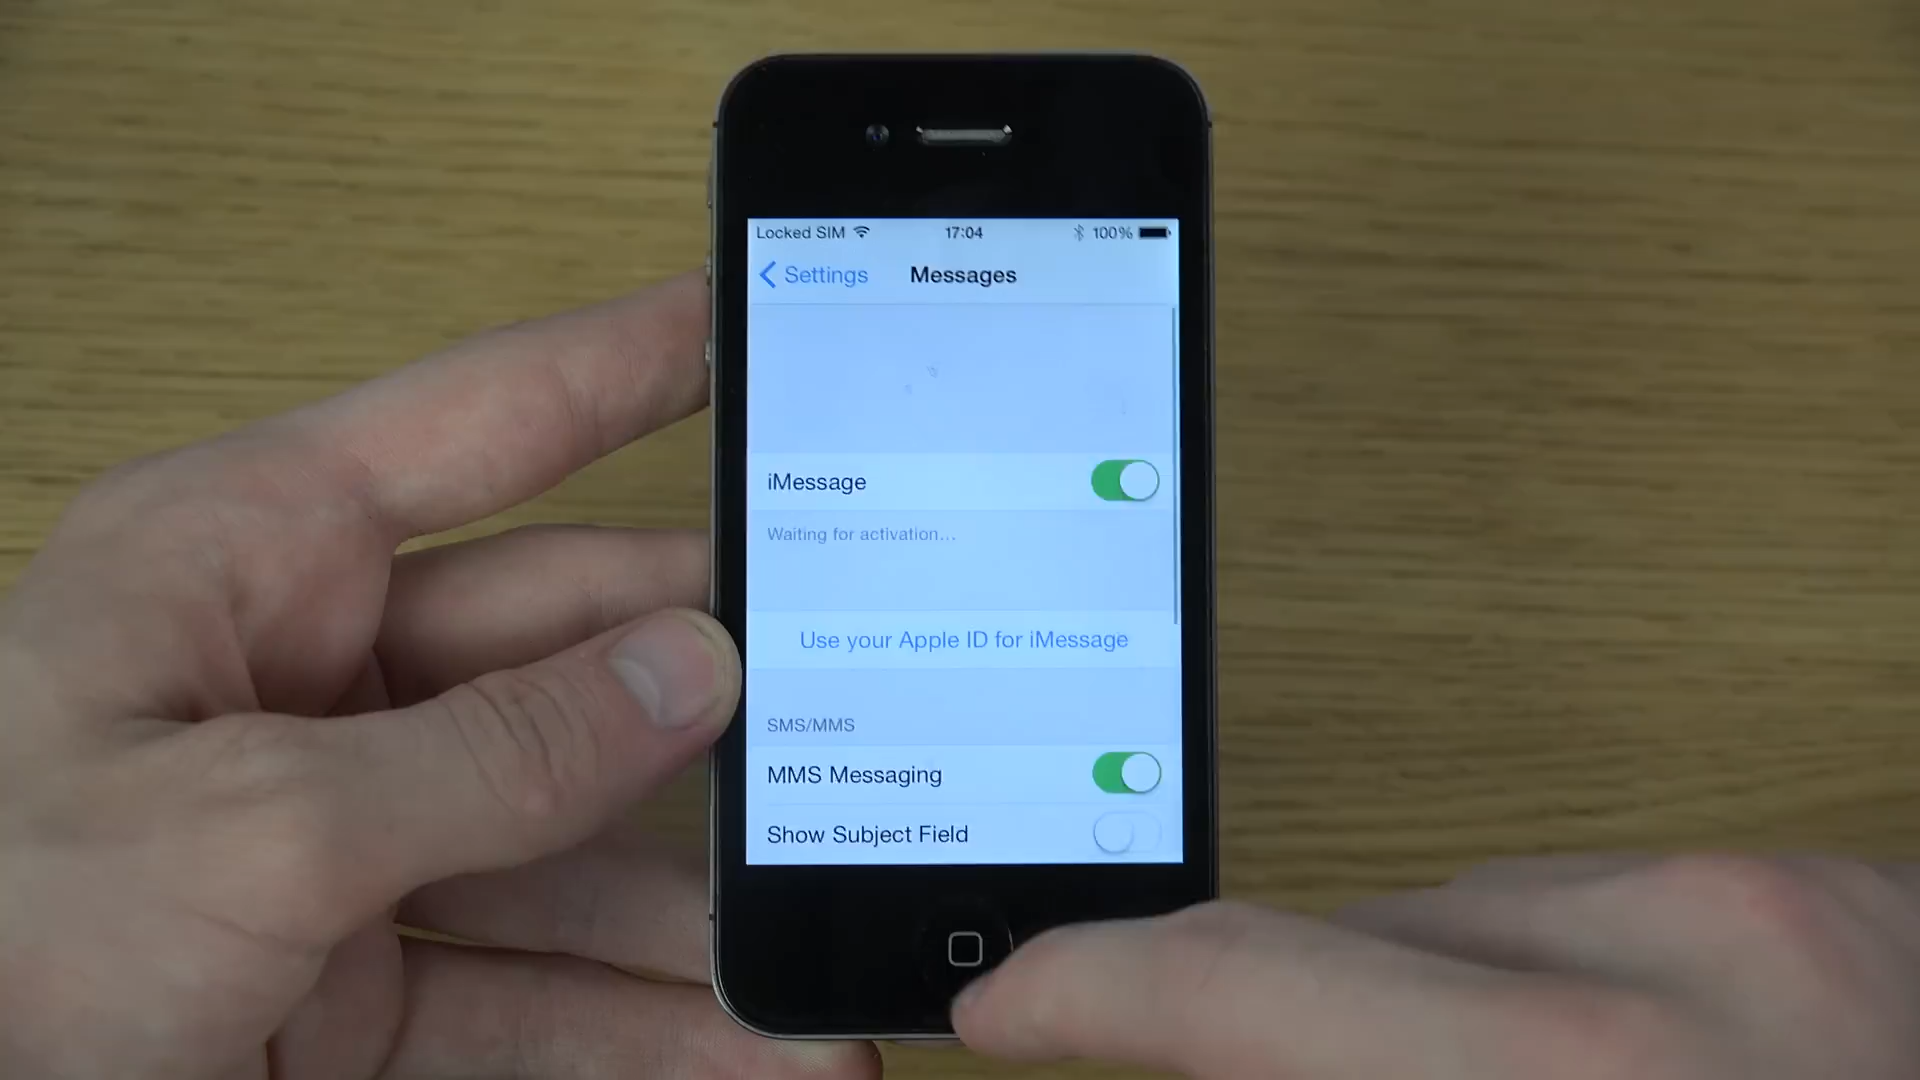 Locked SIM 17:04 100%
Settings Messages
iMessage
Waiting for activation...
Use your Apple ID for iMessage
SMS/MMS
MMS Messaging
Show Subject Field